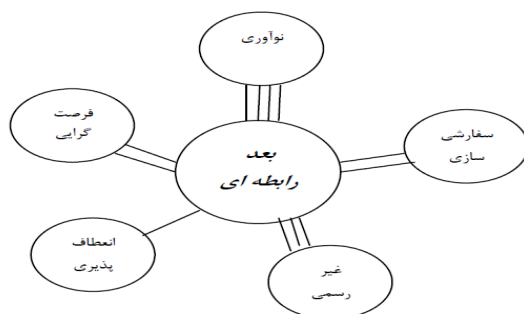 نوآوری
فرصت
گرایی
سفارشی
سازی
بعد
رابطه ای
انعطاف
پذیری
غیر
رسمی